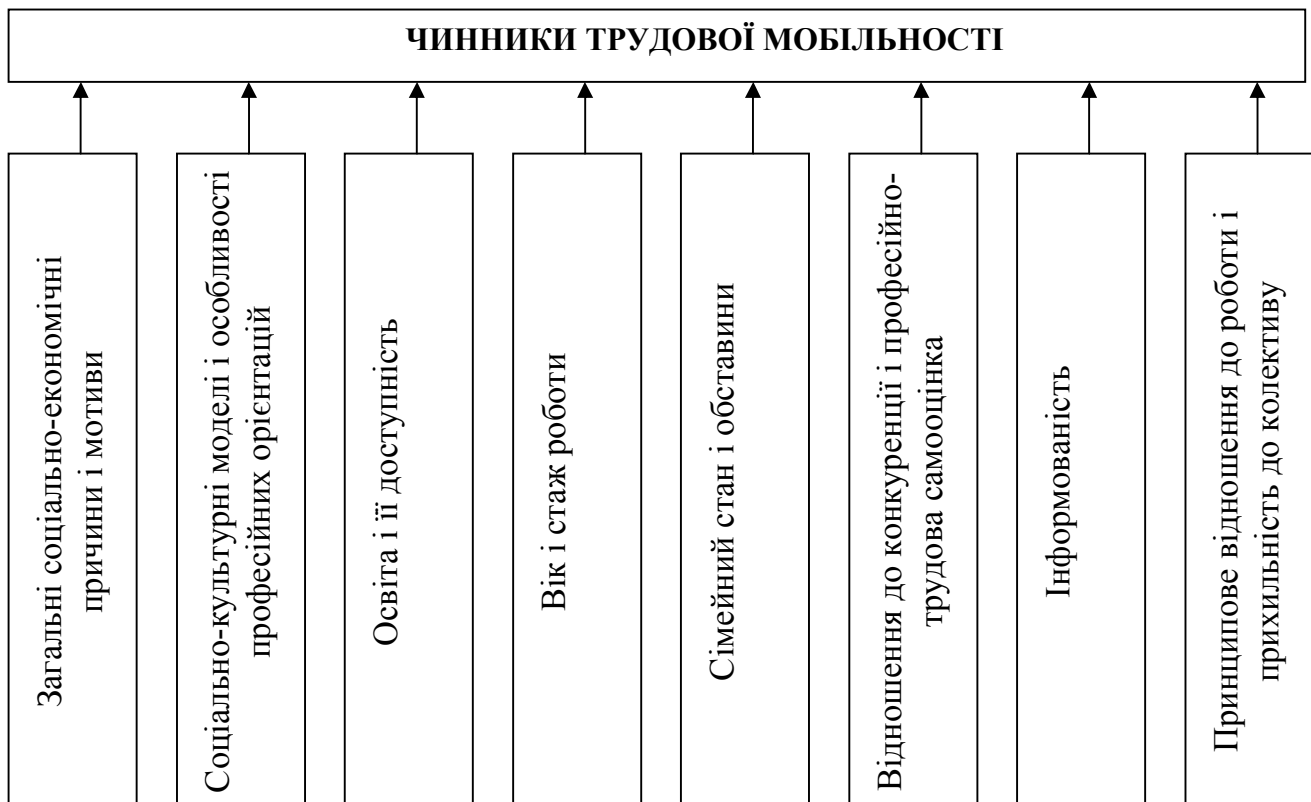 ЧИННИКИ ТРУДОВОЇ МОБІЛЬНОСТІ
Загальні соціально-економічні
причини і мотиви
Соціально-культурні моделі і особливості
професійних орієнтацій
Освіта і її доступність
Вік і стаж роботи
Сімейний стан і обставини
Відношення до конкуренції і професійно-
трудова самооцінка
Інформованість
Принципове відношення до роботи і
прихильність до колективу